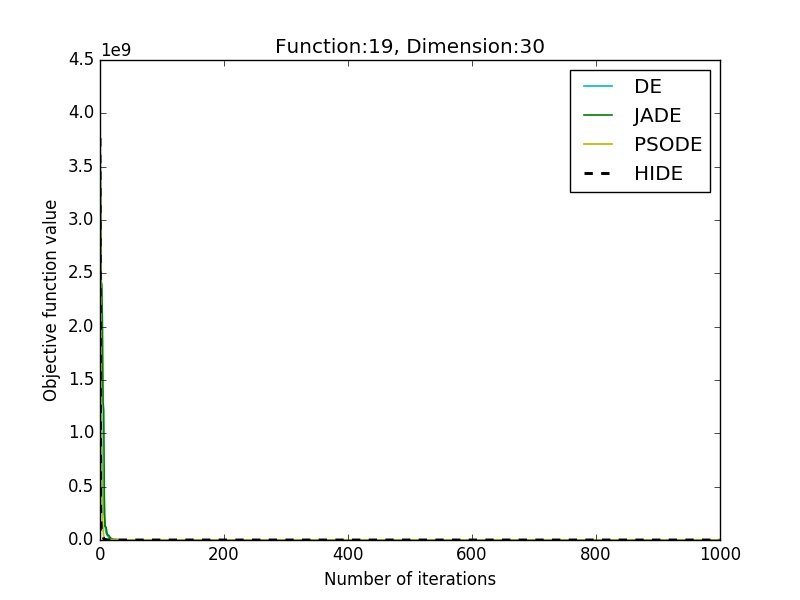 Function:19, Dimension:30
1e9
4.5
4.0
3.5
3.0
2.5
2.0
1.5
1.0
0.5
0.0
Objective function value
DE
JADE
PSODE
HIDE
0 200 400 600 800 1000
Number of iterations